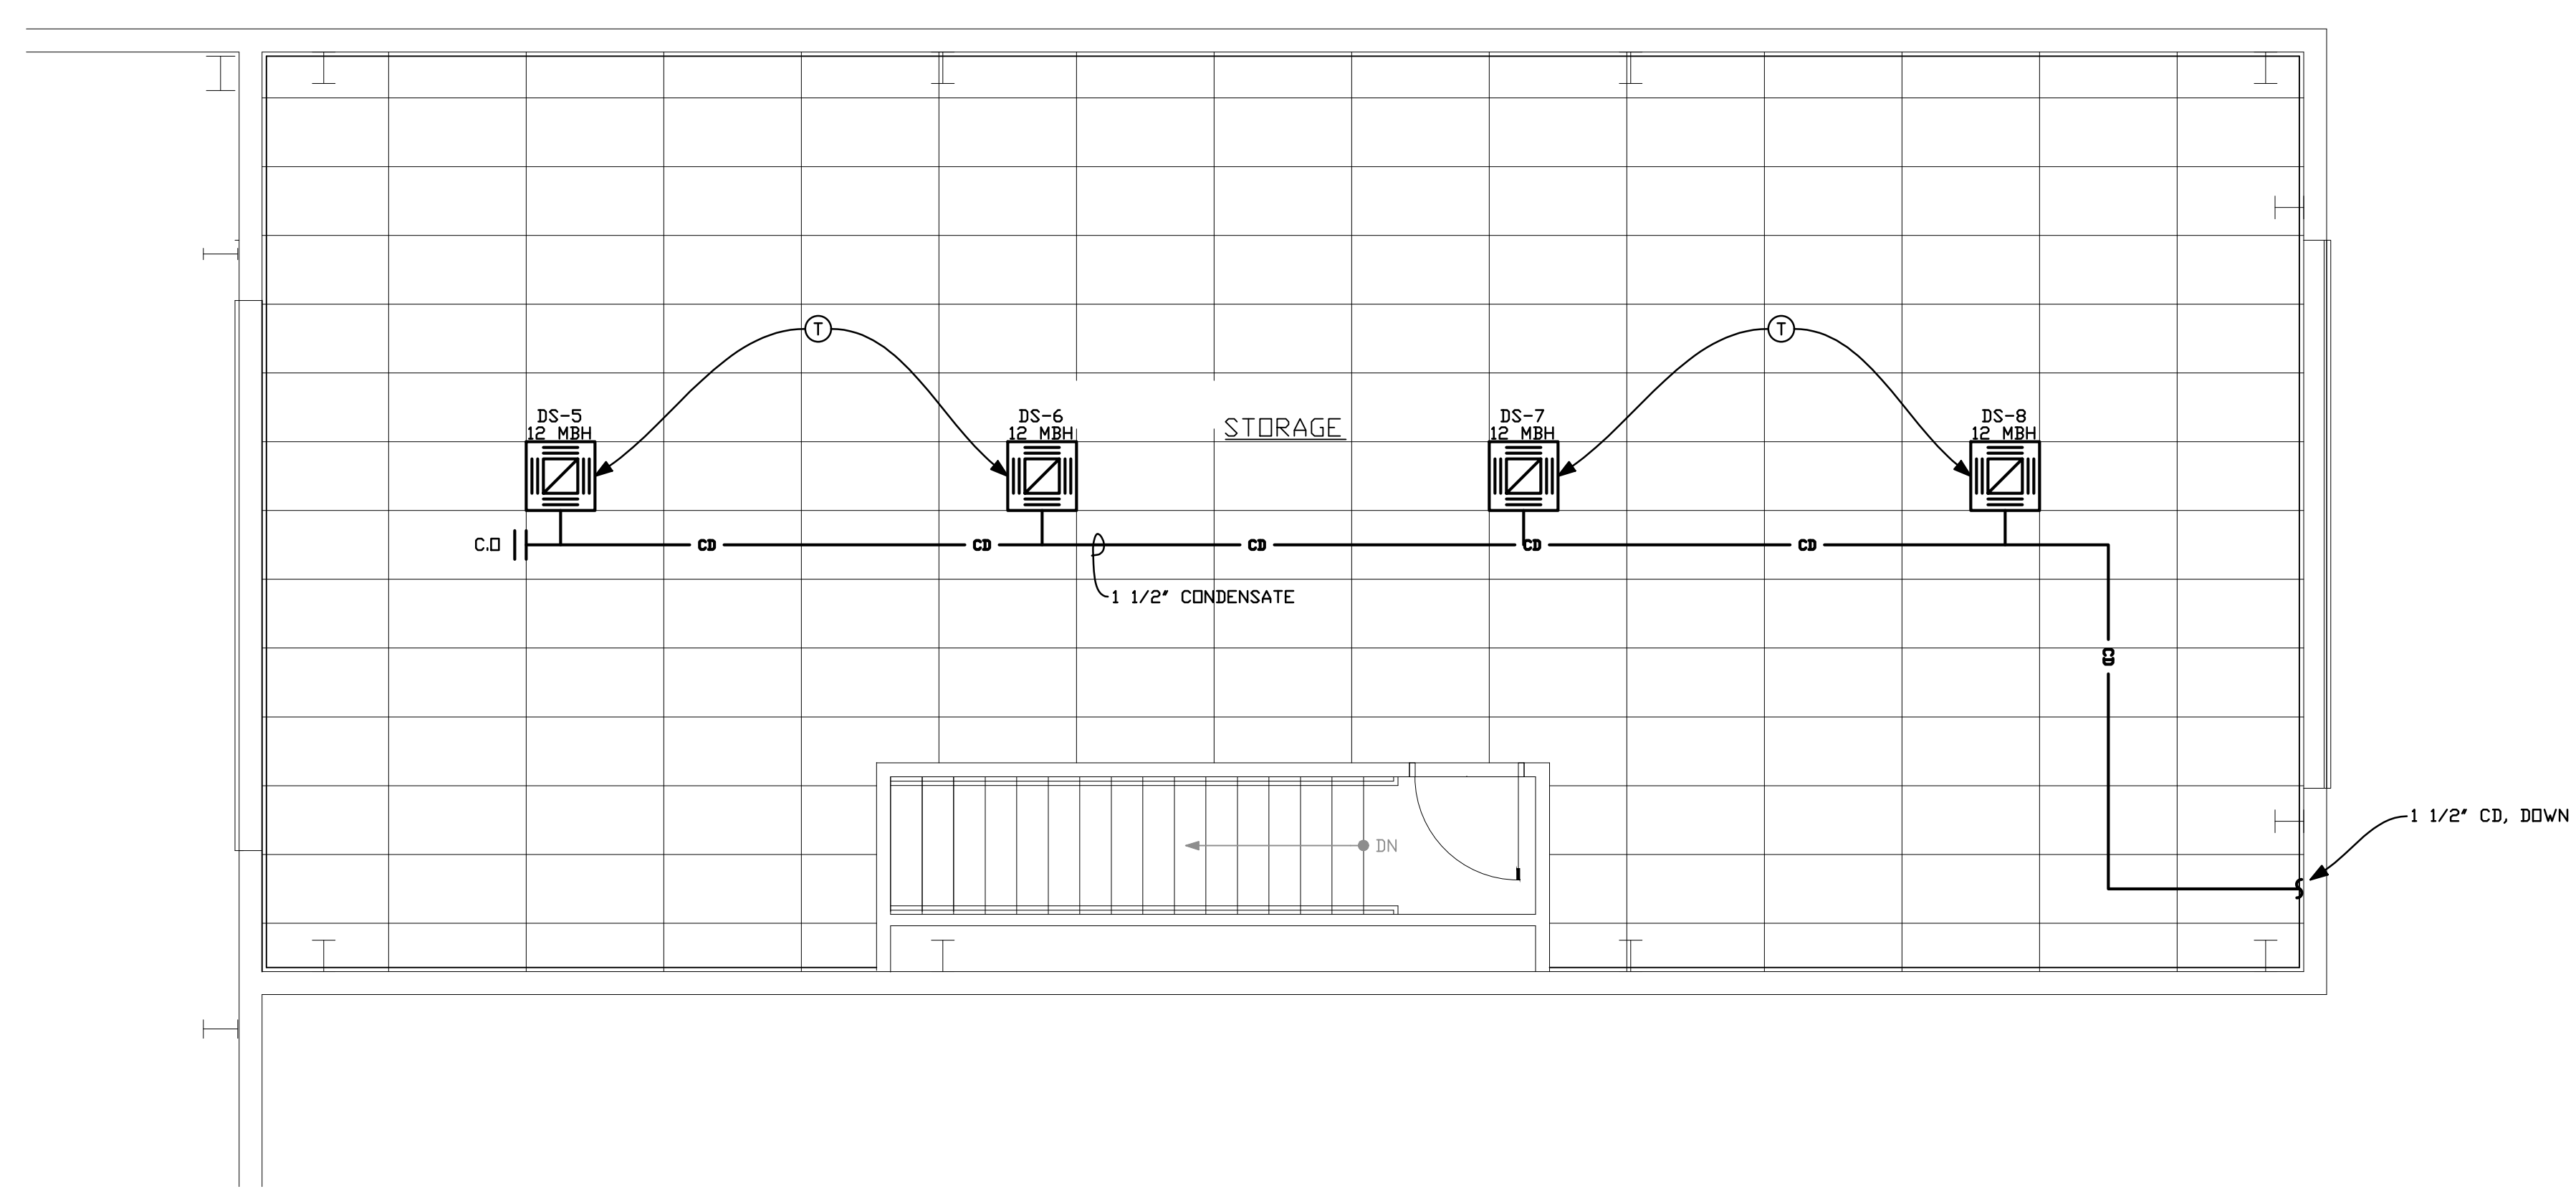 T
T
DS-5
12 MBH
DS-6
12 MBH
STORAGE
DS-7
12 MBH
DS-8
12 MBH
C.O
CD
CD
CD
CD
CD
1 1/2" CONDENSATE
CD
1 1/2" CD, DOWN
DN